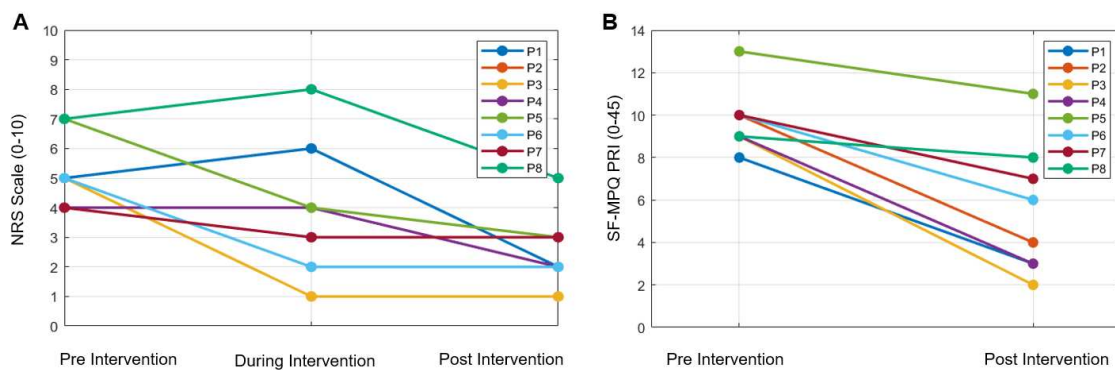 A
NRS Scale (0-10)
10
9
8
7
6
5
4
3
2
1
0
Pre Intervention
During Intervention
Post Intervention
P1
P2
P3
P4
P5
P6
P7
P8
B
SF-MPQ PRI (0-45)
14
12
10
8
6
4
2
0
Pre Intervention
Post Intervention
P1
P2
P3
P4
P5
P6
P7
P8